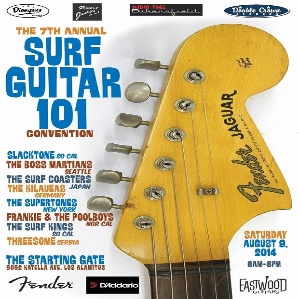 THE 7TH ANNUAL
SURF
GUITAR
101
CONVENTION
SLACKTONE SO CAL
THE BOSS MARTIANS
SEATTLE
THE SURF COASTERS
JAPAN
THE KILAUEAS
GERMANY
THE SUPERTONES
NEW YORK
FRANKIE & THE POOLBOYS
NOR CAL
THE SURF KINGS
SO CAL
THREESOME SERBIA
THE STARTING GATE
5052 KATELLA AVE, LOS ALAMITOS
Fender
JAGUAR
SATURDAY
AUGUST 9,
2014
8AM-8PM
Fender
D'Addario
EASTWOOD
GUITARS